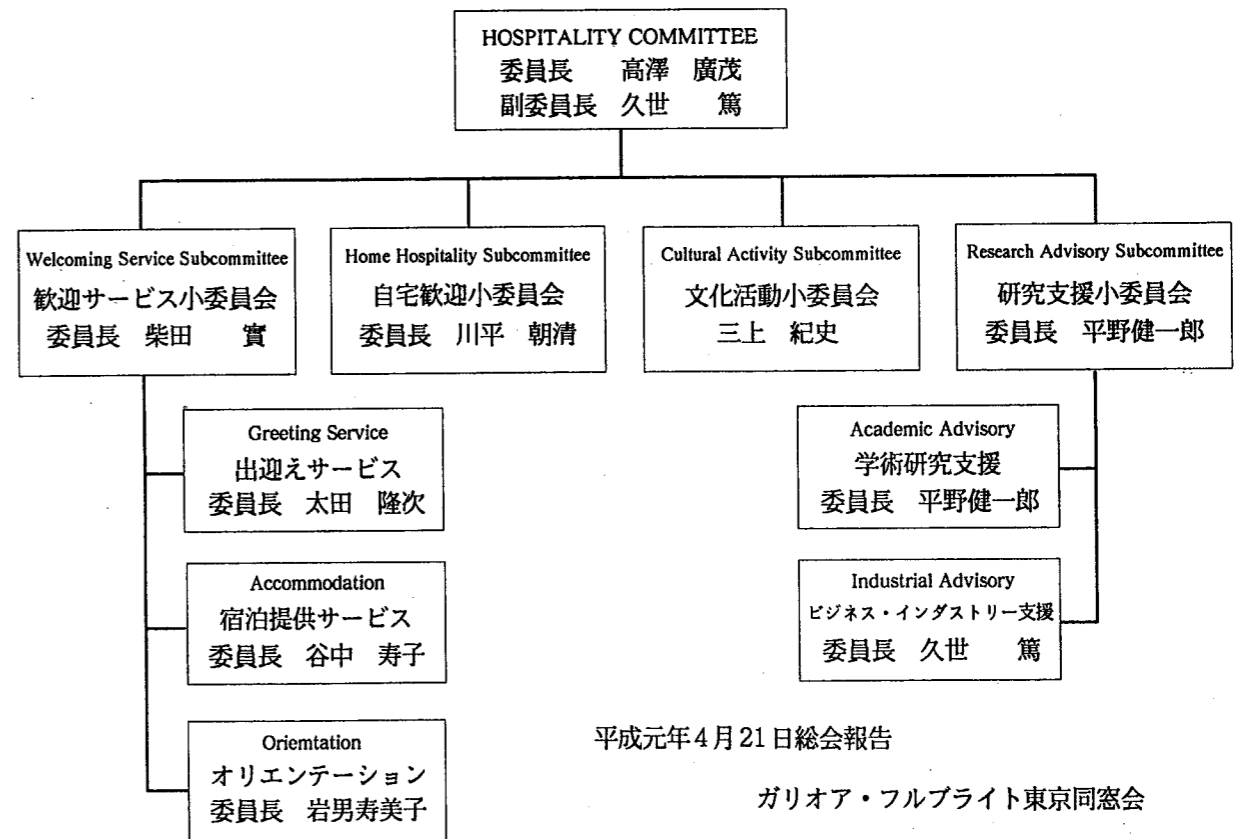 HOSPITALITY COMMITTEE
委員長 高澤 廣茂
副委員長 久世 篤
Welcoming Service Subcommittee
歓迎サービス小委員会
委員長 柴田 實
Home Hospitality Subcommittee
自宅歓迎小委員会
委員長 川平 朝清
Cultural Activity Subcommittee
文化活動小委員会
三上 紀史
Research Advisory Subcommittee
研究支援小委員会
委員長 平野健一郎
Greeting Service
出迎えサービス
委員長 太田 隆次
Accommodation
宿泊提供サービス
委員長 谷中 寿子
Oriemtation
オリエンテーション
委員長 岩男寿美子
Academic Advisory
学術研究支援
委員長 平野健一郎
Industrial Advisory
ビジネス・インダストリー支援
委員長 久世 篤
平成元年4月21日総会報告
ガリオア・フルブライト東京同窓会